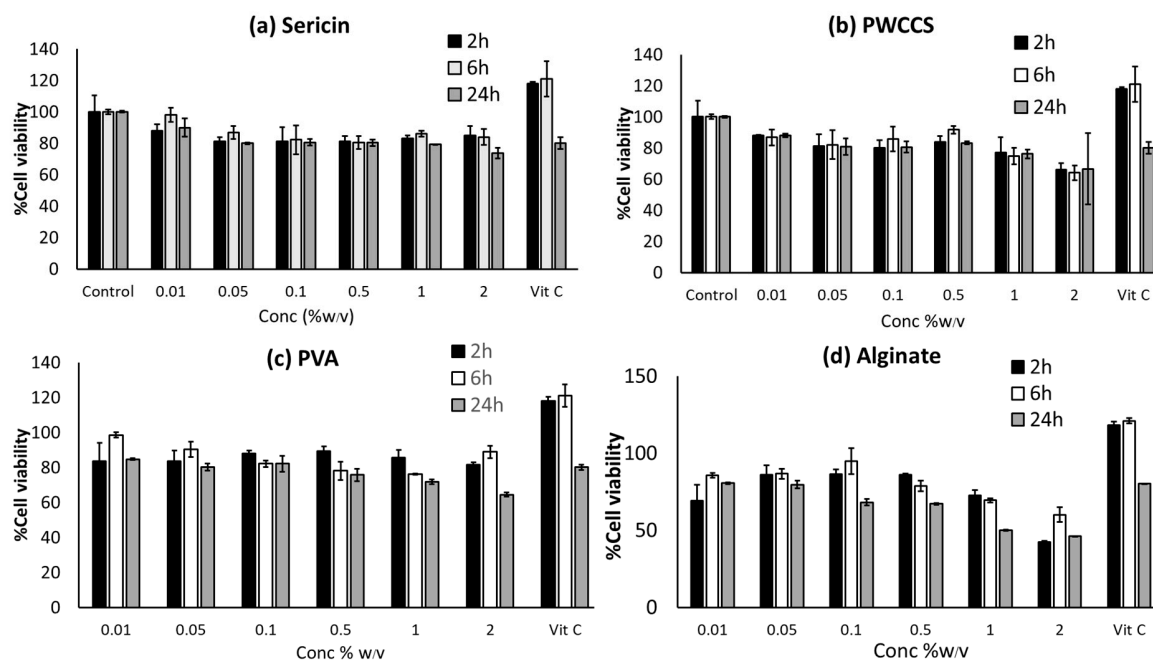 (a) Sericin
2h
6h
24h
140
120
100
80
60
40
20
0
%Cell viability
Control 0.01 0.05 0.1 0.5 1 2 Vit C
Conc (%w/v)
(b) PWCCS
2h
6h
24h
140
120
100
80
60
40
20
0
%Cell viability
Control 0.01 0.05 0.1 0.5 1 2 Vit C
Conc %w/v
(c) PVA
2h
6h
24h
140
120
100
80
60
40
20
0
%Cell viability
0.01 0.05 0.1 0.5 1 2 Vit C
Conc % w/v
(d) Alginate
2h
6h
24h
150
100
50
0
%Cell viability
0.01 0.05 0.1 0.5 1 2 Vit C
Conc %w/v